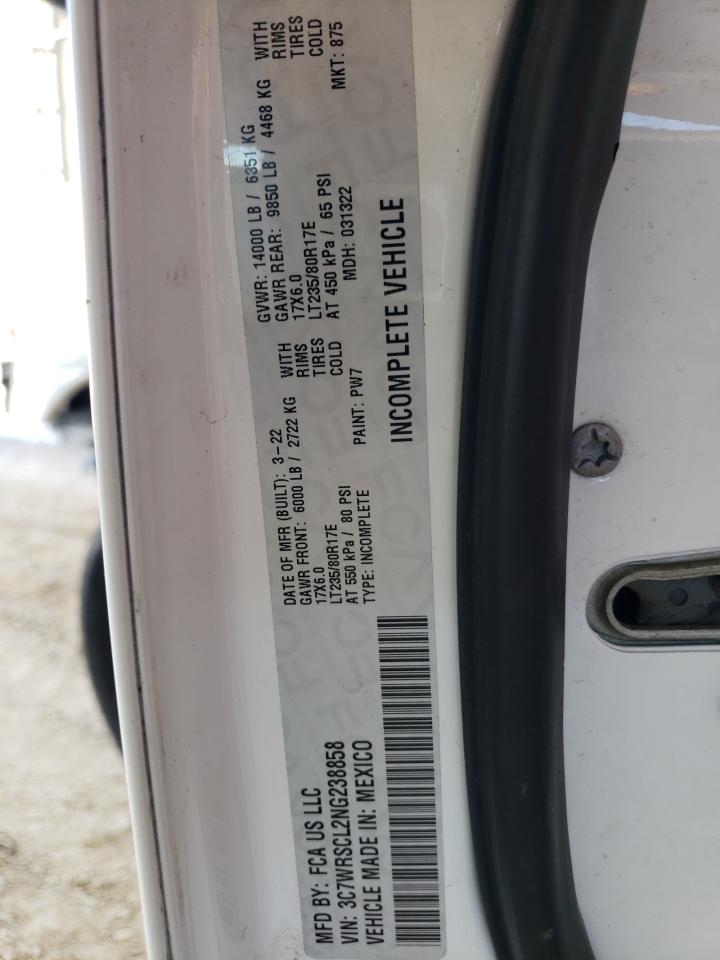 MFD BY: FCA US LLC
VIN: 3C7WRSCL2NG238858
VEHICLE MADE IN: MEXICO
DATE OF MFR (BUILT): 3-22
GAWR FRONT: 6000 LB / 2722 KG WITH
17X6.0 RIMS
LT235/80R17E TIRES
AT 550 kPa / 80 PSI COLD
TYPE: INCOMPLETE PAINT: PW7
GVWR: 14000 LB / 6351 KG
GAWR REAR: 9850 LB / 4468 KG WITH
17X6.0 RIMS
LT235/80R17E TIRES
AT 450 kPa / 65 PSI COLD
MDH: 031322 MKT: 875
INCOMPLETE VEHICLE